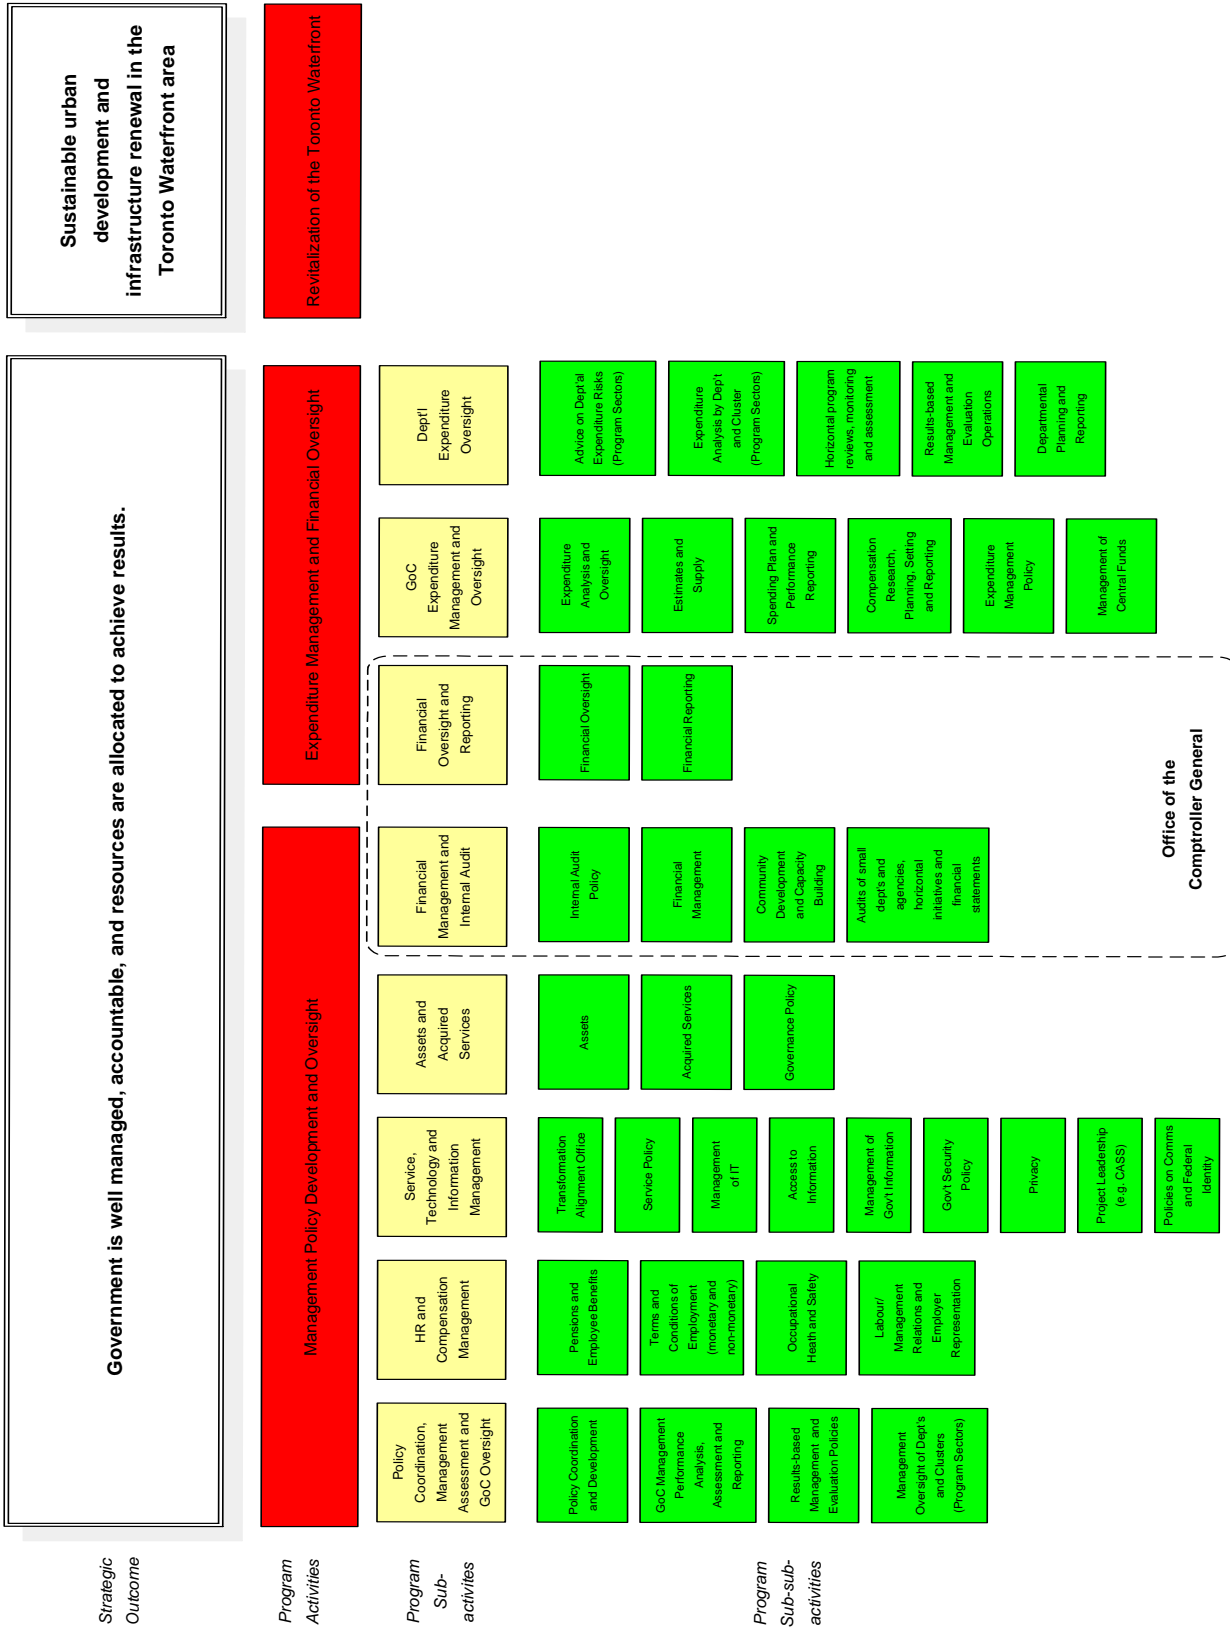 Strategic
Outcome
Government is well managed, accountable, and resources are allocated to achieve results.
Sustainable urban
development and
infrastructure renewal in the
Toronto Waterfront area
Program
Activities
Management Policy Development and Oversight
Expenditure Management and Financial Oversight
Revitalization of the Toronto Waterfront
Program
Sub-
activites
Policy
Coordination,
Management
Assessment and
GoC Oversight
HR and
Compensation
Management
Service,
Technology and
Information
Management
Assets and
Acquired
Services
Financial
Management and
Internal Audit
Financial
Oversight and
Reporting
GoC
Expenditure
Management and
Oversight
Dept'l
Expenditure
Oversight
Program
Sub-sub-
activities
Policy Coordination
and Development
GoC Management
Performance
Analysis,
Assessment and
Reporting
Results-based
Management and
Evaluation Policies
Management
Oversight of Dept's
and Clusters
(Program Sectors)
Pensions and
Employee Benefits
Terms and
Conditions of
Employment
(monetary and
non-monetary)
Occupational
Heath and Safety
Labour/
Management
Relations and
Employer
Representation
Transformation
Alignment Office
Service Policy
Management
of IT
Access to
Information
Management of
Gov't Information
Gov't Security
Policy
Privacy
Project Leadership
(e.g. CASS)
Policies on Comms
and Federal
Identity
Assets
Acquired Services
Governance Policy
Internal Audit
Policy
Financial
Management
Community
Development
and Capacity
Building
Audits of small
depts and
agencies,
horizontal
initiatives and
financial
statements
Financial Oversight
Financial Reporting
Expenditure
Analysis and
Oversight
Estimates and
Supply
Spending Plan and
Performance
Reporting
Compensation
Research,
Planning, Setting
and Reporting
Expenditure
Management
Policy
Management of
Central Funds
Advice on Dept'al
Expenditure Risks
(Program Sectors)
Expenditure
Analysis by Dep't
and Cluster
(Program Sectors)
Horizontal program
reviews, monitoring
and assessment
Results-based
Management and
Evaluation
Operations
Departmental
Planning and
Reporting
Office of the
Comptroller General